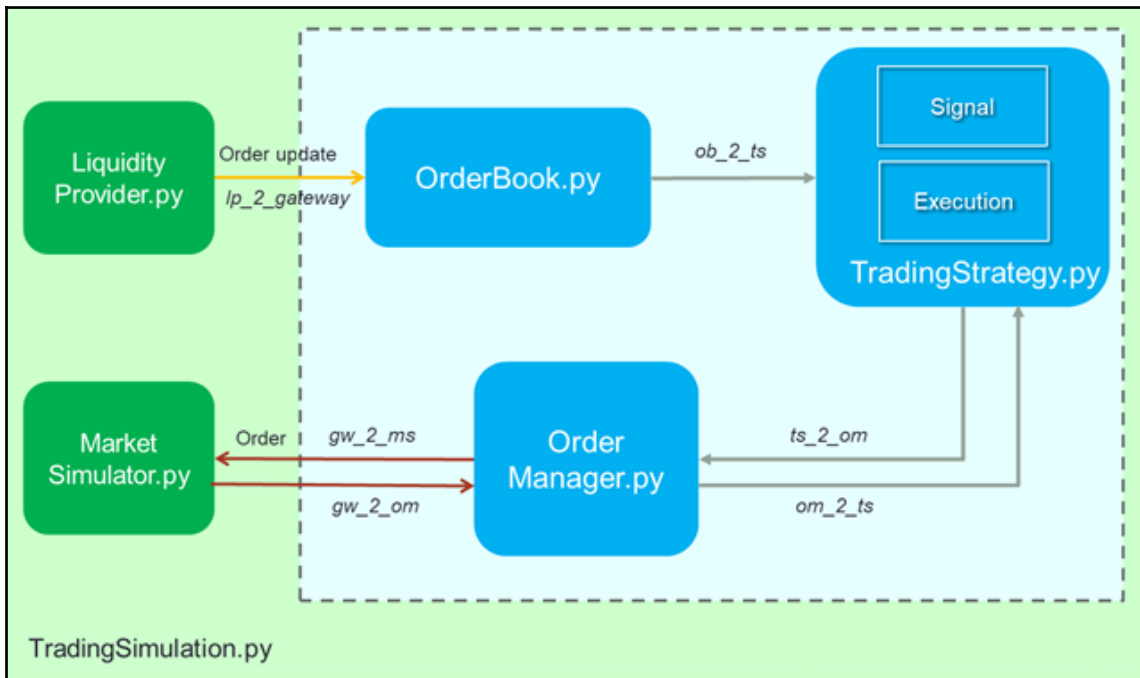 Liquidity
Provider.py
Order update
lp_2_gateway
OrderBook.py
ob_2_ts
Signal
Execution
TradingStrategy.py
Market
Simulator.py
Order
gw_2_ms
gw_2_om
Order
Manager.py
ts_2_om
om_2_ts
TradingSimulation.py